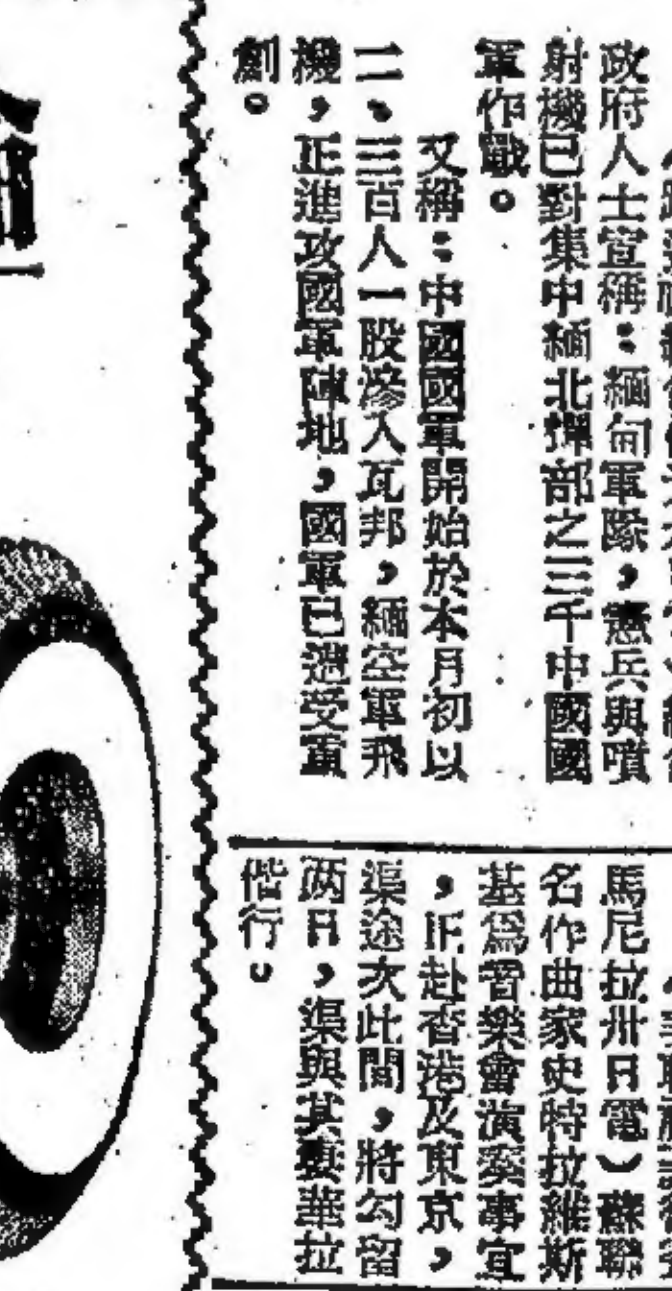 政府人士宣稱：緬甸軍隊，憲兵與噴
射機已對集中緬北撣部之三千中國國
軍作戰。
又稱：中國國軍開始於本月初以
二、三百人一股滲入瓦邦，緬空軍飛
機，正進攻國軍陣地，國軍已遭受重
創。
馬尼拉卅日電）蘇聯
名作曲家史特拉維斯
基爲音樂會演奏事宜
，正赴香港及東京，
渠途次此間，將勾留
两日，渠與其妻華拉
偕行。